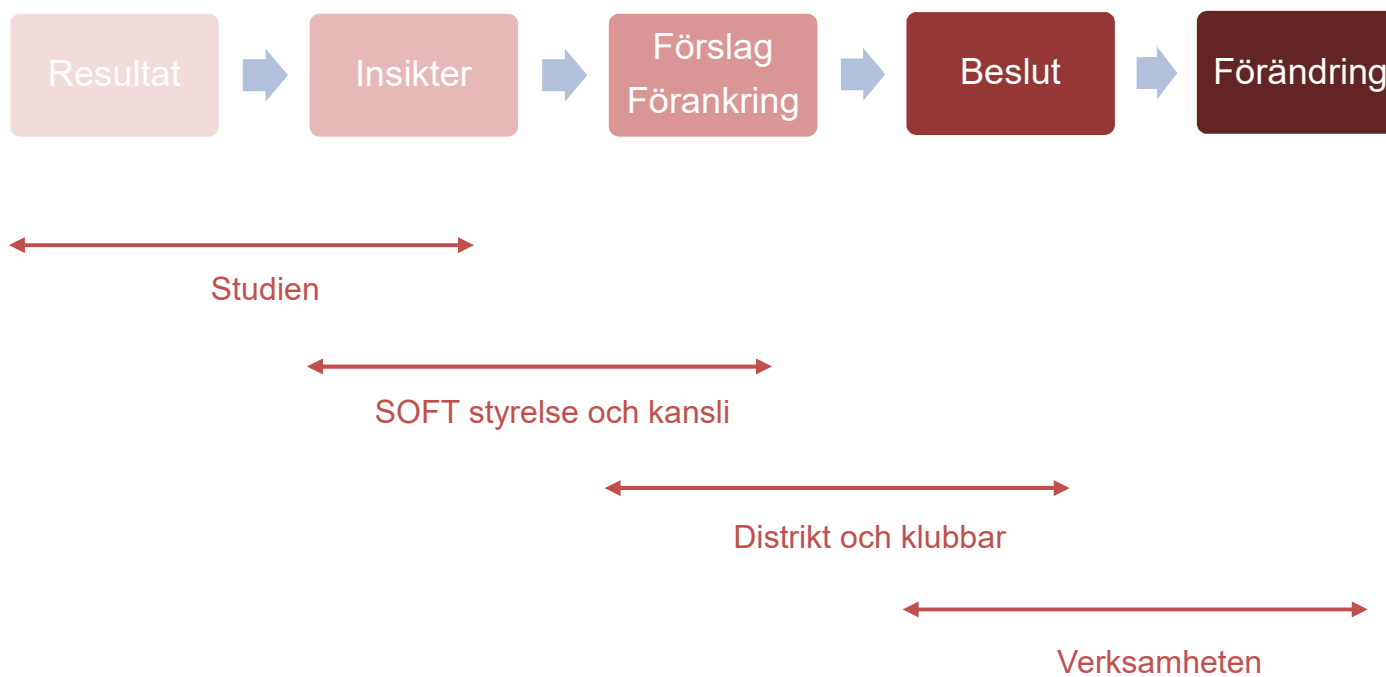 Resultat
Insikter
Förslag
Förankring
Beslut
Förändring
Studien
SOFT styrelse och kansli
Distrikt och klubbar
Verksamheten